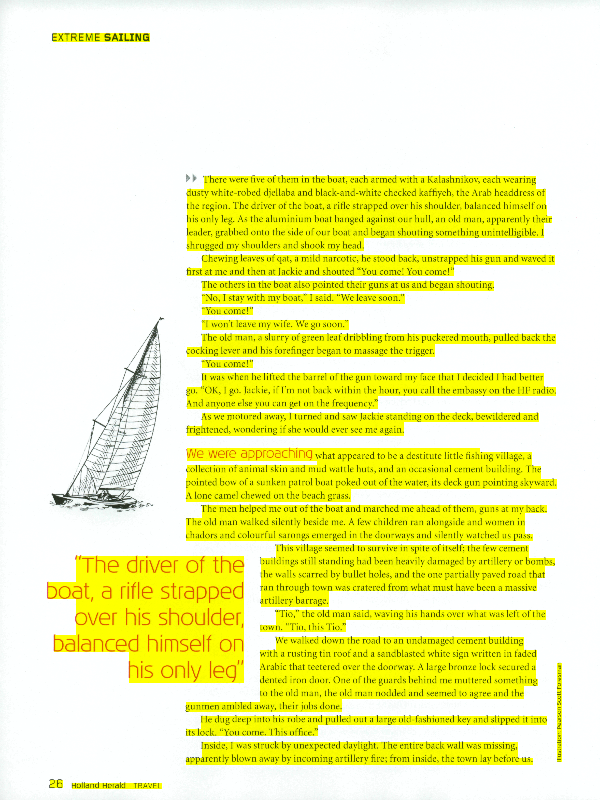 EXTREME SAILING
There were five of them in the boat, each armed with a Kalashnikov, each wearing
dusty white-robed djellaba and black-and-white checked kaffiyeh, the Arab headdress of
the region. The driver of the boat, a rifle strapped over his shoulder, balanced himself on
his only leg. As the aluminium boat banged against our hull, an old man, apparently their
leader, grabbed onto the side of our boat and began shouting something unintelligible. I
shrugged my shoulders and shook my head.
Chewing leaves of qat, a mild narcotic, he stood back, unstrapped his gun and waved it
first at me and then at Jackie and shouted "You come! You come!"
The others in the boat also pointed their guns at us and began shouting.
"No, I stay with my boat," I said. "We leave soon."
"You come!"
"I won't leave my wife. We go soon."
The old man, a slurry of green leaf dribbling from his puckered mouth, pulled back the
cocking lever and his forefinger began to massage the trigger.
"You come!"
It was when he lifted the barrel of the gun toward my face that I decided I had better
go. "OK, I go. Jackie, if I'm not back within the hour, you call the embassy on the HF radio.
And anyone else you can get on the frequency."
As we motored away, I turned and saw Jackie standing on the deck, bewildered and
frightened, wondering if she would ever see me again.
We were approaching what appeared to be a destitute little fishing village, a
collection of animal skin and mud wattle huts, and an occasional cement building. The
pointed bow of a sunken patrol boat poked out of the water, its deck gun pointing skyward.
A lone camel chewed on the beach grass.
The men helped me out of the boat and marched me ahead of them, guns at my back.
The old man walked silently beside me. A few children ran alongside and women in
chadors and colourful sarongs emerged in the doorways and silently watched us pass.
This village seemed to survive in spite of itself; the few cement
buildings still standing had been heavily damaged by artillery or bombs,
the walls scarred by bullet holes, and the one partially paved road that
ran through town was cratered from what must have been a massive
artillery barrage.
"Tio," the old man said, waving his hands over what was left of the
town. "Tio, this Tio."
We walked down the road to an undamaged cement building
with a rusting tin roof and a sandblasted white sign written in faded
Arabic that teetered over the doorway. A large bronze lock secured a
dented iron door. One of the guards behind me muttered something
to the old man, the old man nodded and seemed to agree and the
gunmen ambled away, their jobs done.
He dug deep into his robe and pulled out a large old-fashioned key and slipped it into
its lock. "You come. This office."
Inside, I was struck by unexpected daylight. The entire back wall was missing,
apparently blown away by incoming artillery fire; from inside, the town lay before us.
"The driver of the
boat, a rifle strapped
over his shoulder,
balanced himself on
his only leg"
Illustration: Pearson Scott Foresman
26 Holland Herald TRAVEL